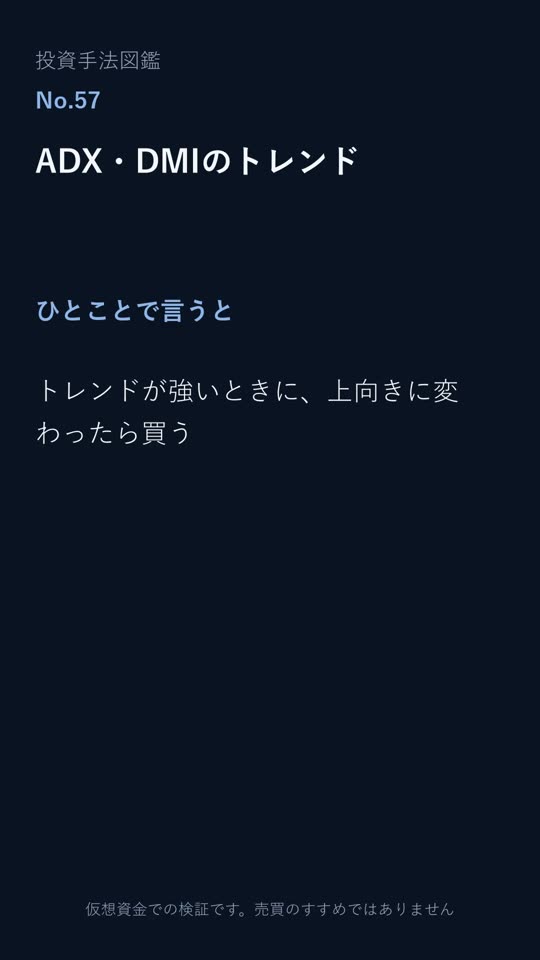 投資手法図鑑
No.57
ADX・DMIのトレンド
ひとことで言うと
トレンドが強いときに、上向きに変
わったら買う
仮想資金での検証です。売買のすすめではありません